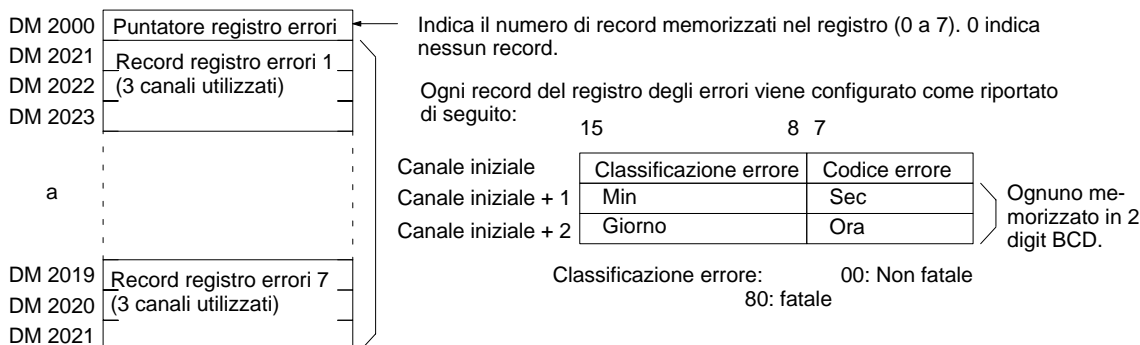 DM 2000 Puntatore registro errori
Indica il numero di record memorizzati nel registro (0 a 7). 0 indica
nessun record.
DM 2021 Record registro errori 1
DM 2022 (3 canali utilizzati)
DM 2023
Ogni record del registro degli errori viene configurato come riportato
di seguito:
15 8 7
Canale iniziale Classificazione errore Codice errore
Canale iniziale + 1 Min Sec
Canale iniziale + 2 Giorno Ora
Ognuno me-
morizzato in 2
digit BCD.
a
DM 2019 Record registro errori 7
DM 2020 (3 canali utilizzati)
DM 2021
Classificazione errore: 00: Non fatale
80: fatale